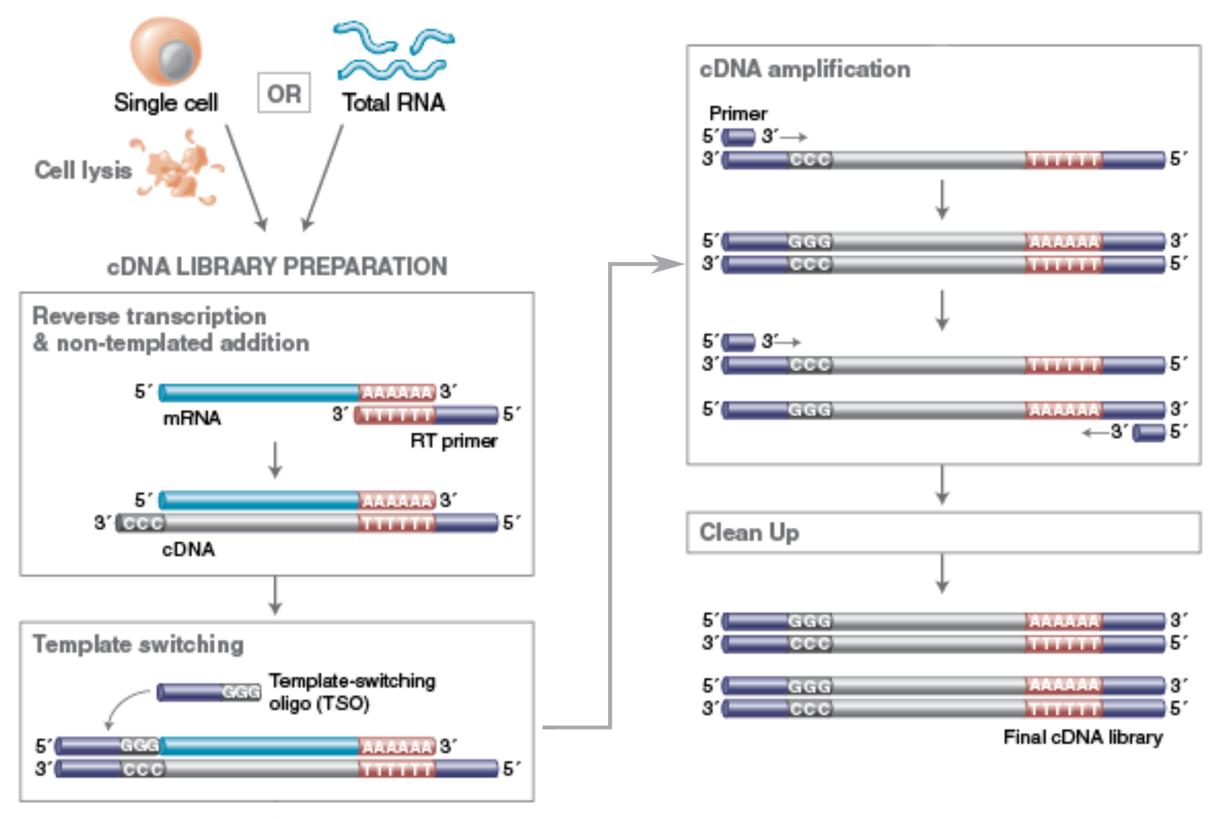 Single cell
OR
Total RNA
Cell lysis
cDNA LIBRARY PREPARATION
Reverse transcription
& non-templated addition
5´ AAAAAA 3´
mRNA
3´ TTTTTT 5´
RT primer
5´ AAAAAA 3´
3´ CCC TTTTTT 5´
cDNA
Template switching
GGG
Template-switching
oligo (TSO)
5´ GGG AAAAAA 3´
3´ CCC TTTTTT 5´
cDNA amplification
Primer
5´ 3´
3´ CCC TTTTTT 5´
5´ GGG AAAAAA 3´
3´ CCC TTTTTT 5´
5´ 3´
3´ CCC TTTTTT 5´
5´ GGG AAAAAA 3´
3´ 5´
Clean Up
5´ GGG AAAAAA 3´
3´ CCC TTTTTT 5´
5´ GGG AAAAAA 3´
3´ CCC TTTTTT 5´
Final cDNA library